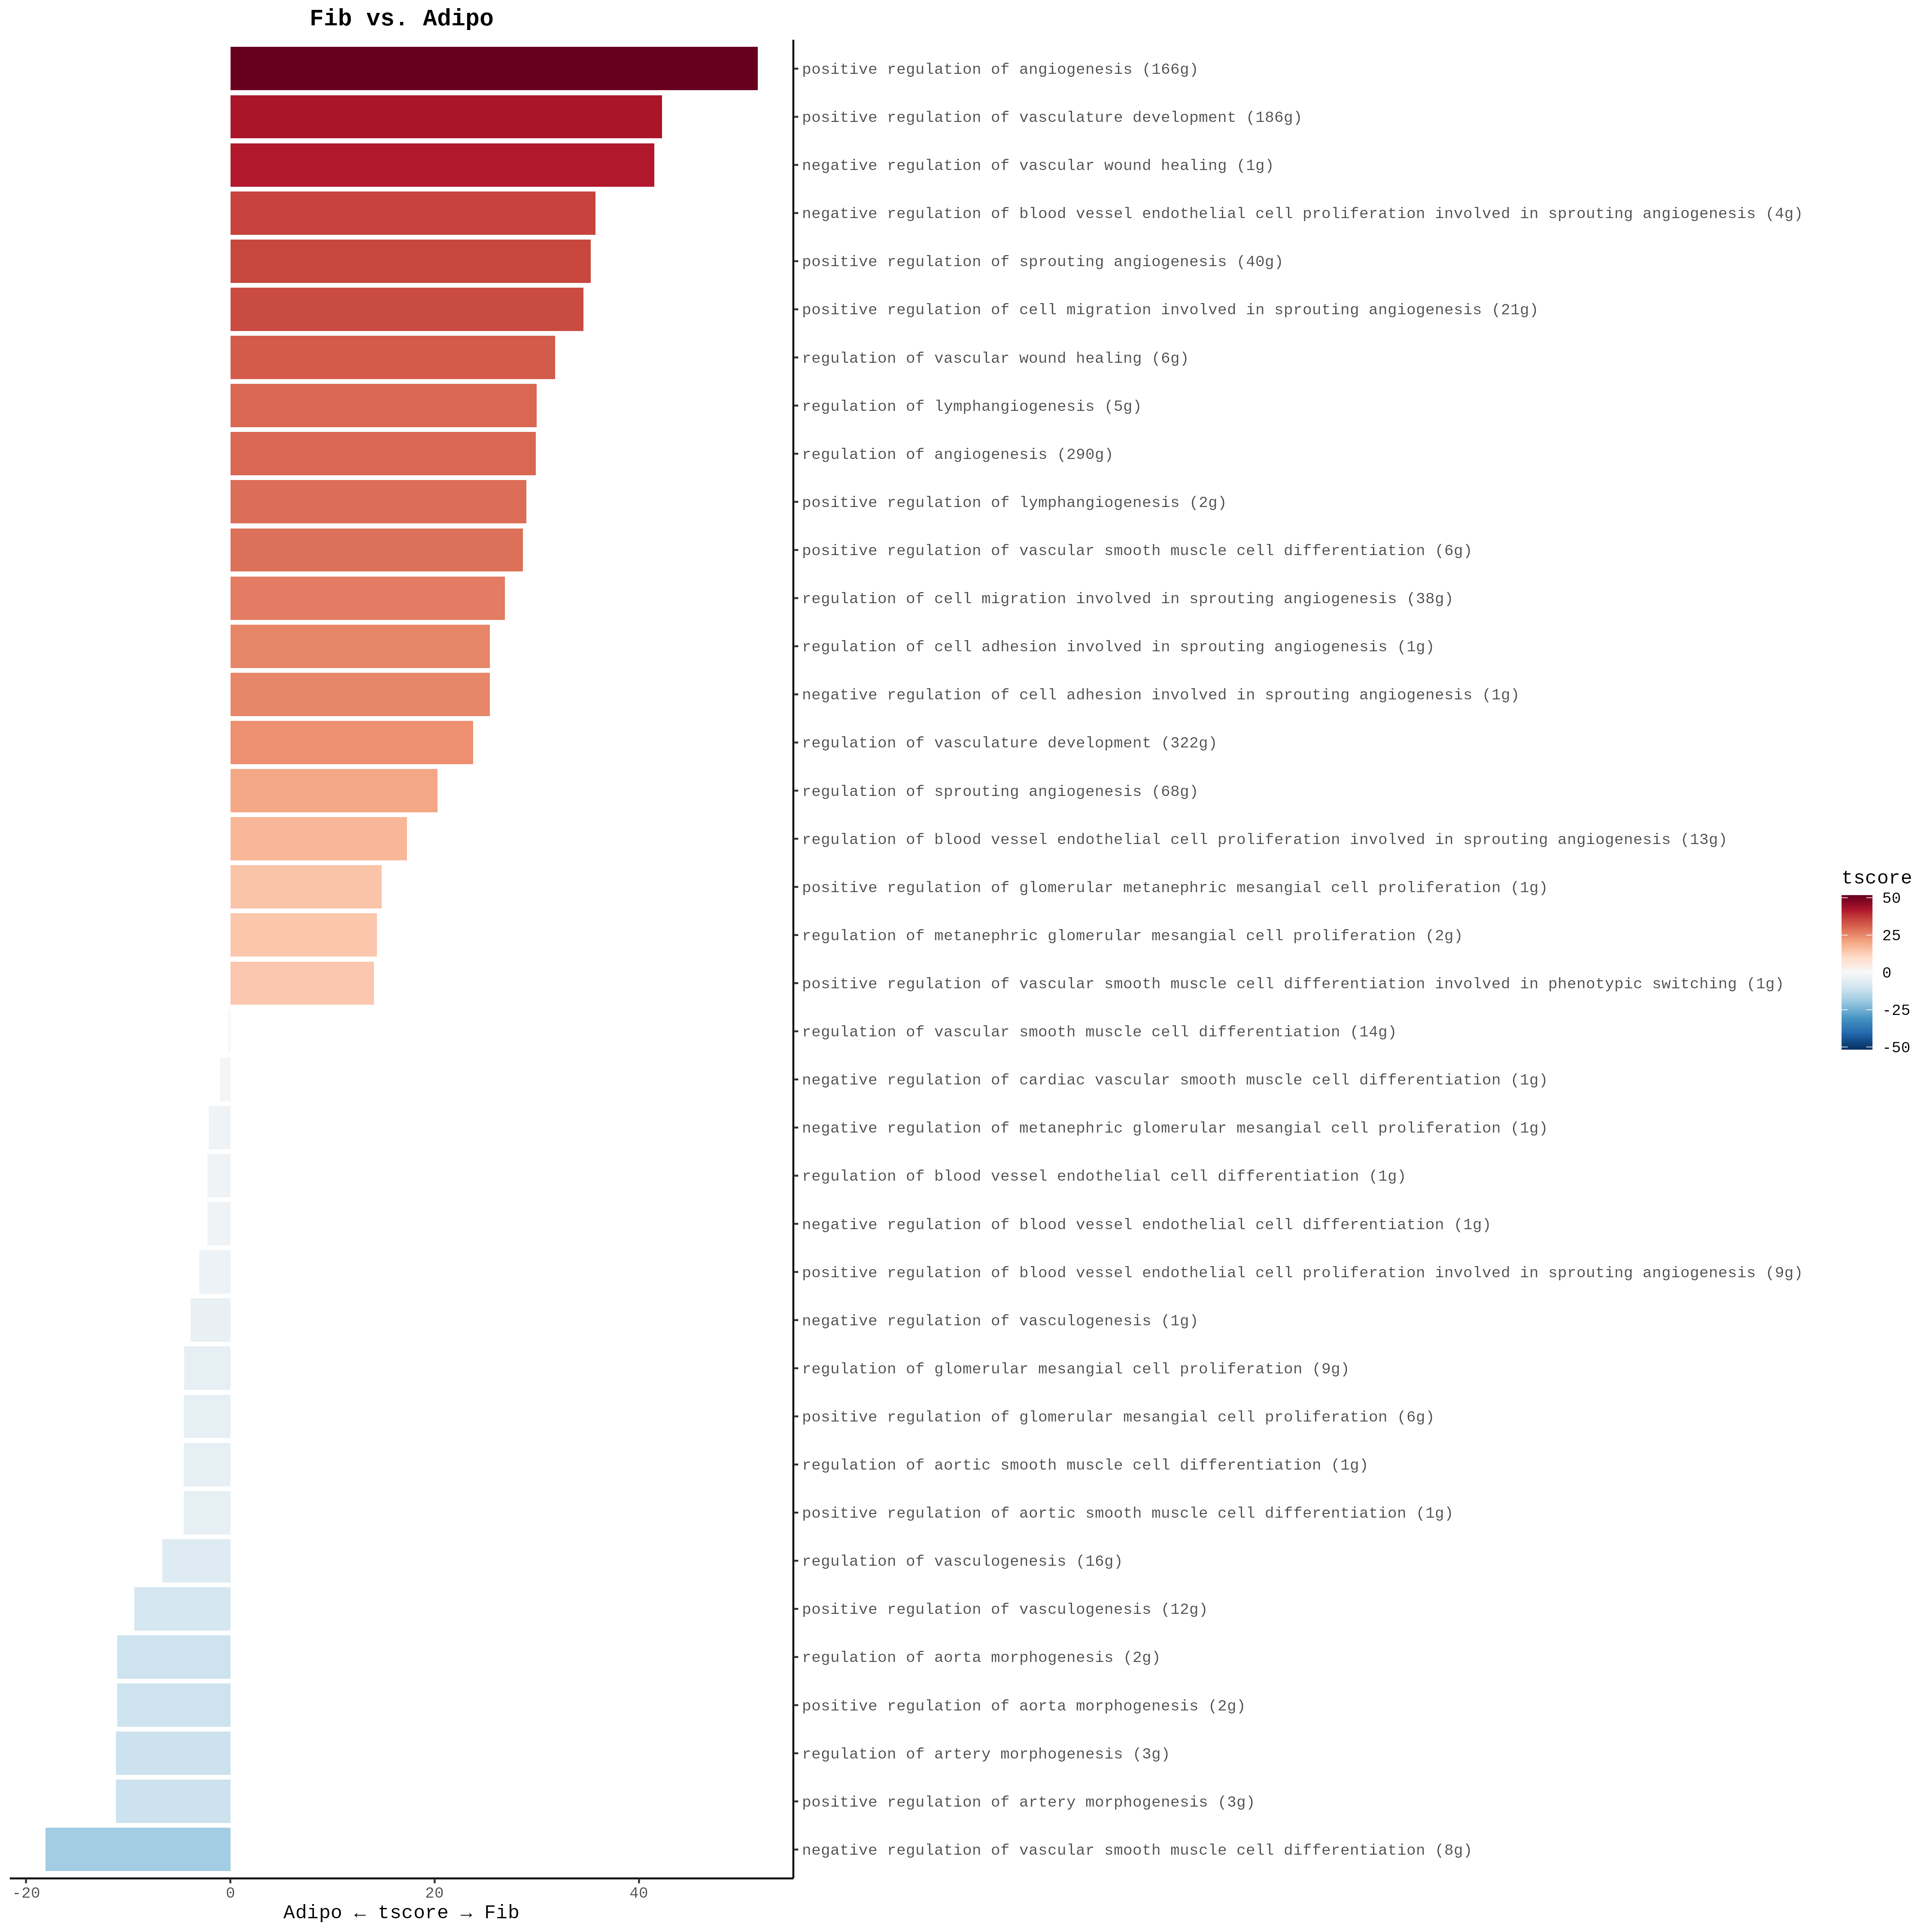 Fib vs. Adipo
positive regulation of angiogenesis (166g)
positive regulation of vasculature development (186g)
negative regulation of vascular wound healing (1g)
negative regulation of blood vessel endothelial cell proliferation involved in sprouting angiogenesis (4g)
positive regulation of sprouting angiogenesis (40g)
positive regulation of cell migration involved in sprouting angiogenesis (21g)
regulation of vascular wound healing (6g)
regulation of lymphangiogenesis (5g)
regulation of angiogenesis (290g)
positive regulation of lymphangiogenesis (2g)
positive regulation of vascular smooth muscle cell differentiation (6g)
regulation of cell migration involved in sprouting angiogenesis (38g)
regulation of cell adhesion involved in sprouting angiogenesis (1g)
negative regulation of cell adhesion involved in sprouting angiogenesis (1g)
regulation of vasculature development (322g)
regulation of sprouting angiogenesis (68g)
regulation of blood vessel endothelial cell proliferation involved in sprouting angiogenesis (13g)
positive regulation of glomerular metanephric mesangial cell proliferation (1g)
regulation of metanephric glomerular mesangial cell proliferation (2g)
positive regulation of vascular smooth muscle cell differentiation involved in phenotypic switching (1g)
regulation of vascular smooth muscle cell differentiation (14g)
negative regulation of cardiac vascular smooth muscle cell differentiation (1g)
negative regulation of metanephric glomerular mesangial cell proliferation (1g)
regulation of blood vessel endothelial cell differentiation (1g)
negative regulation of blood vessel endothelial cell differentiation (1g)
positive regulation of blood vessel endothelial cell proliferation involved in sprouting angiogenesis (9g)
negative regulation of vasculogenesis (1g)
regulation of glomerular mesangial cell proliferation (9g)
positive regulation of glomerular mesangial cell proliferation (6g)
regulation of aortic smooth muscle cell differentiation (1g)
positive regulation of aortic smooth muscle cell differentiation (1g)
regulation of vasculogenesis (16g)
positive regulation of vasculogenesis (12g)
regulation of aorta morphogenesis (2g)
positive regulation of aorta morphogenesis (2g)
regulation of artery morphogenesis (3g)
positive regulation of artery morphogenesis (3g)
negative regulation of vascular smooth muscle cell differentiation (8g)
-20 0 20 40
Adipo ← tscore → Fib
tscore
50
25
0
-25
-50